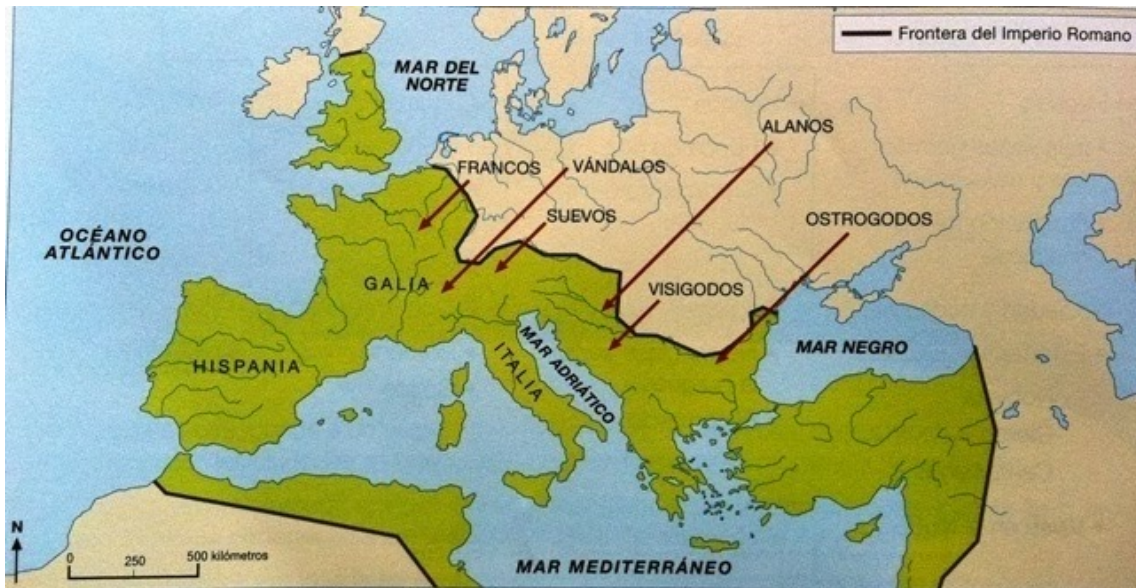 Frontera del Imperio Romano
MAR DEL
NORTE
ALANOS
FRANCOS
VÁNDALOS
SUEVOS
OSTROGODOS
OCÉANO
ATLÁNTICO
GALIA
VISIGODOS
HISPANIA
ITALIA
MAR ADRIÁTICO
MAR NEGRO
N
0 250 500 kilómetros
MAR MEDITERRÁNEO